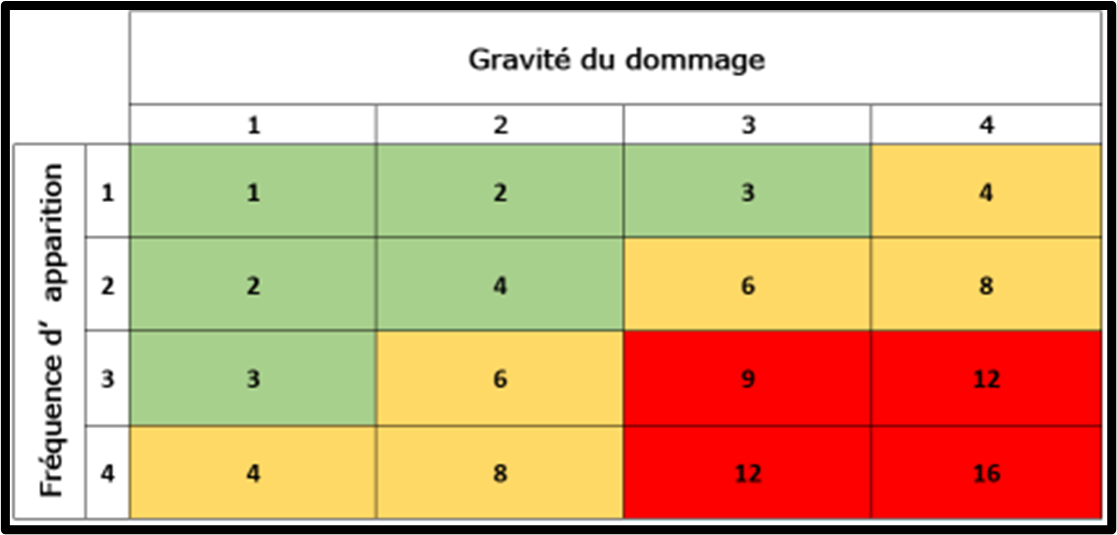 Gravité du dommage
1 2 3 4
Fréquence d’ apparition
1 1 2 3 4
2 2 4 6 8
3 3 6 9 12
4 4 8 12 16